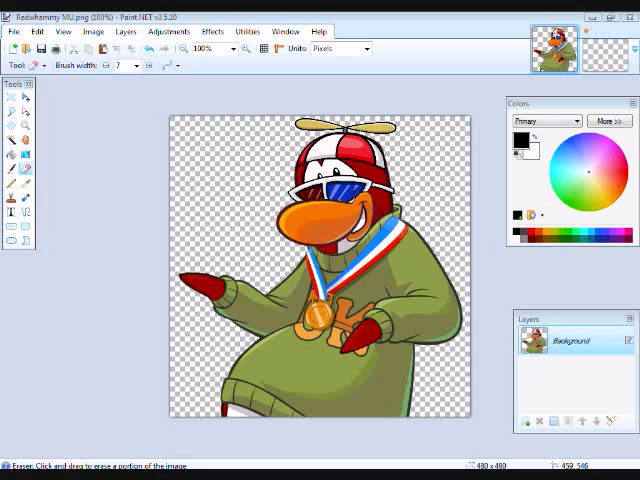 Redwhammy MU.png (100%) - Paint.NET v3.5.10
File Edit View Image Layers Adjustments Effects Utilities Window Help
100% Units: Pixels
Tool: Brush width: 7
Tools
Colors
Primary More >>
Layers
Background
Eraser: Click and drag to erase a portion of the image
480 x 480
459, 546